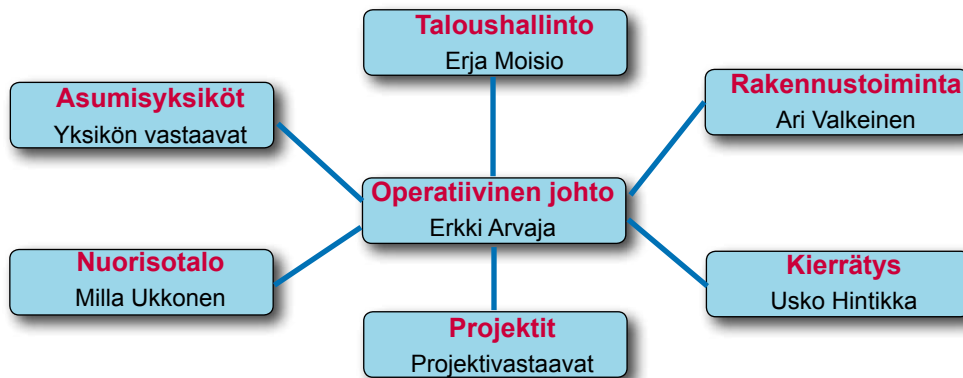 Taloushallinto
Erja Moisio
Asumisyksiköt
Yksikön vastaavat
Rakennustoiminta
Ari Valkeinen
Operatiivinen johto
Erkki Arvaja
Nuorisotalo
Milla Ukkonen
Kierrätys
Usko Hintikka
Projektit
Projektivastaavat